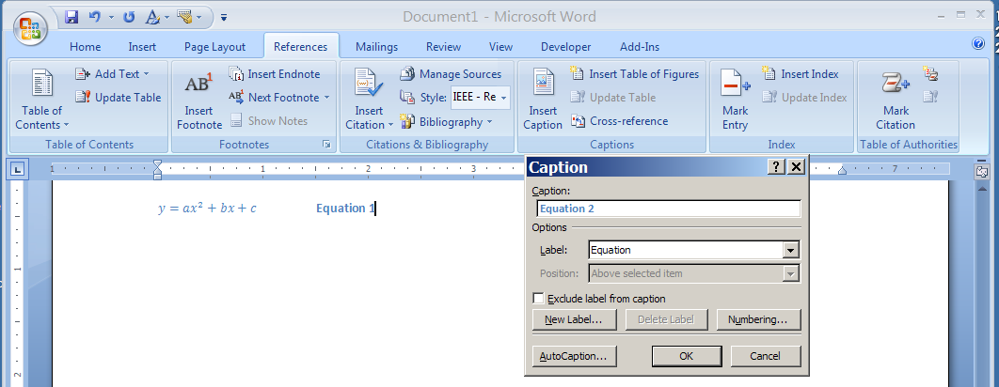 Document1 - Microsoft Word
Home Insert Page Layout References Mailings Review View Developer Add-Ins
Table of Contents
Add Text
Update Table
Table of Contents
AB1
Insert Footnote
Insert Endnote
AB1 Next Footnote
Show Notes
Footnotes
Insert Citation
Manage Sources
Style: IEEE - Re
Bibliography
Citations & Bibliography
Insert Caption
Insert Table of Figures
Update Table
Cross-reference
Captions
Mark Entry
Insert Index
Update Index
Index
Mark Citation
Table of Authorities
L 1 1 2 3 7
y = ax² + bx + c Equation 1
1
2
Caption ? X
Caption:
Equation 2
Options
Label: Equation
Position: Above selected item
Exclude label from caption
New Label... Delete Label Numbering...
AutoCaption... OK Cancel